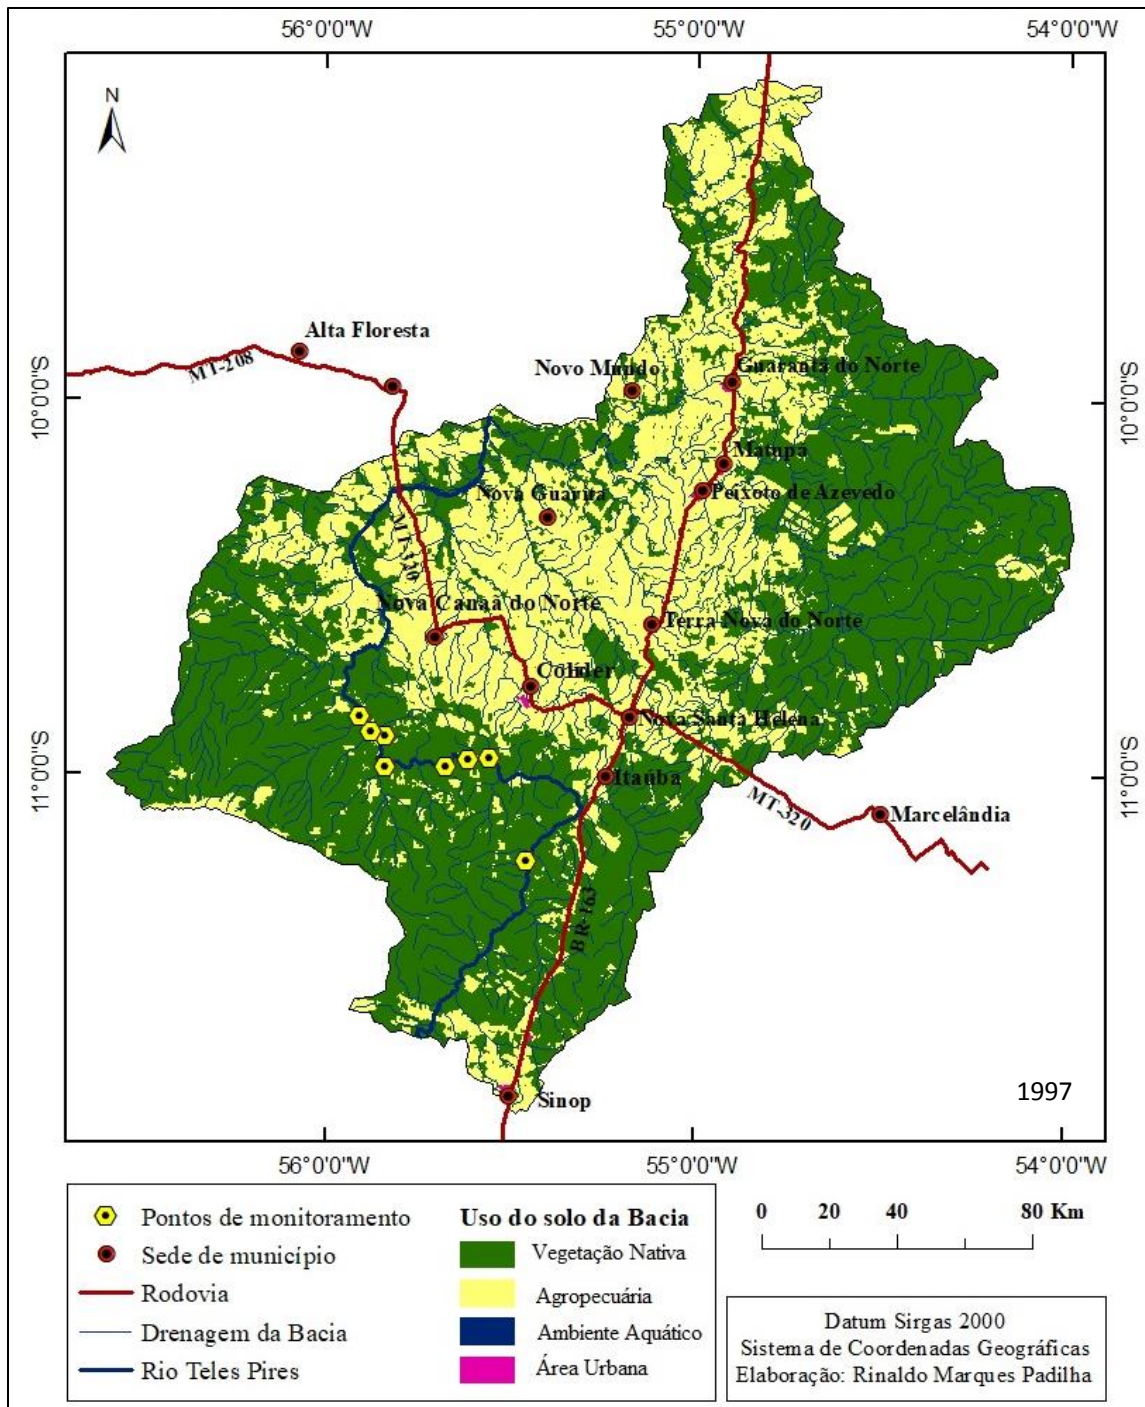 56°0'0"W 55°0'0"W 54°0'0"W
N
Alta Floresta
MT-208
Novo Mundo
Guarantã do Norte
10°0'0"S
10°0'0"S
Matupa
Nova Guarita
Peixoto de Azevedo
MT-320
Nova Canaã do Norte
Terra Nova do Norte
Colider
Nova Santa Helena
11°0'0"S
11°0'0"S
Itaúba
MT-320
Marcelândia
BR-163
Sinop
1997
56°0'0"W 55°0'0"W 54°0'0"W
Pontos de monitoramento
Sede de município
Rodovia
Drenagem da Bacia
Rio Teles Pires
Uso do solo da Bacia
Vegetação Nativa
Agropecuária
Ambiente Aquático
Área Urbana
0 20 40 80 Km
Datum Sirgas 2000
Sistema de Coordenadas Geográficas
Elaboração: Rinaldo Marques Padilha